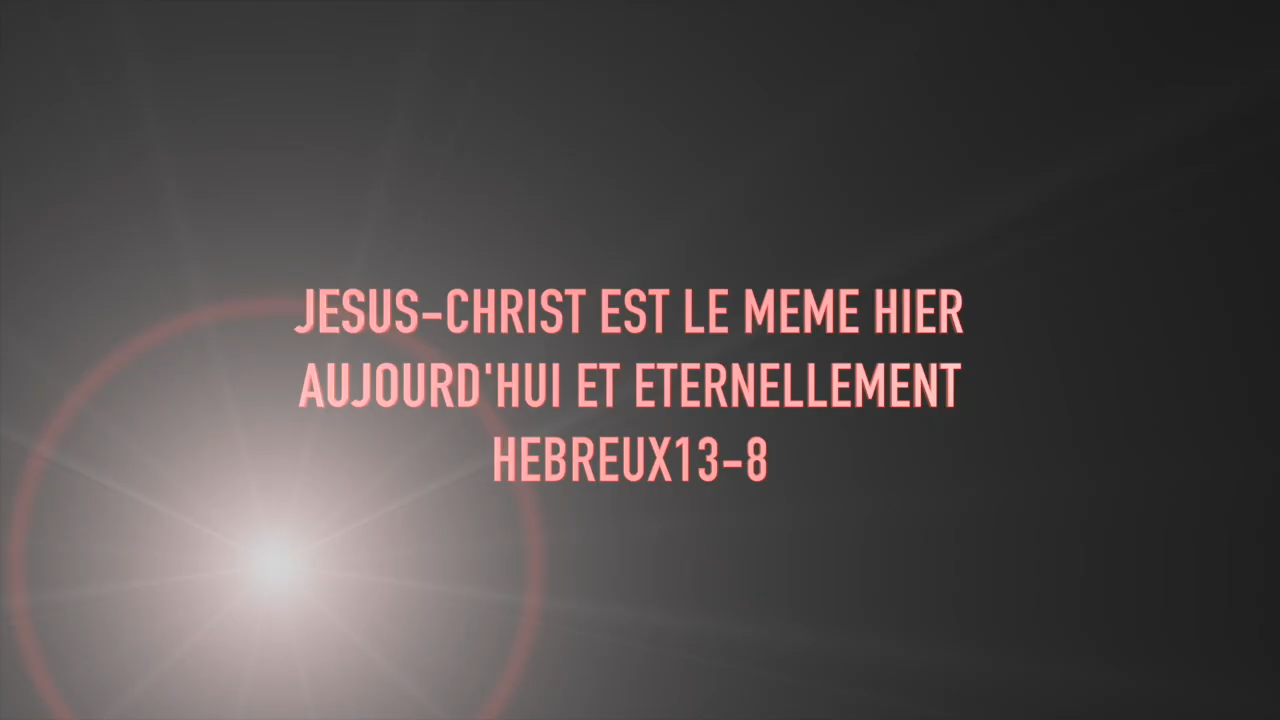 JESUS-CHRIST EST LE MEME HIER
AUJOURD'HUI ET ETERNELLEMENT
HEBREUX13-8